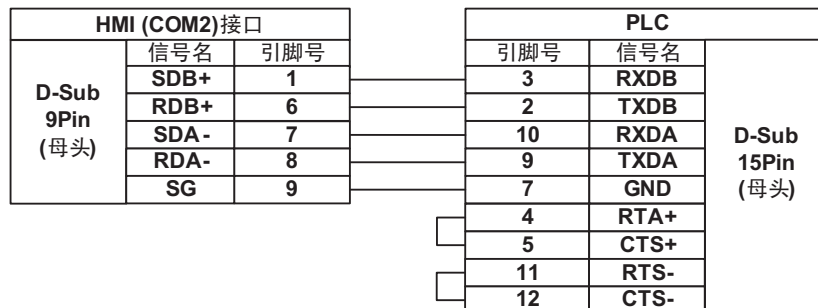 HMI (COM2)接口 PLC
信号名 引脚号 引脚号 信号名
D-Sub 9Pin (母头) D-Sub 15Pin (母头)
SDB+ 1 3 RXDB
RDB+ 6 2 TXDB
SDA- 7 10 RXDA
RDA- 8 9 TXDA
SG 9 7 GND
4 RTA+
5 CTS+
11 RTS-
12 CTS-